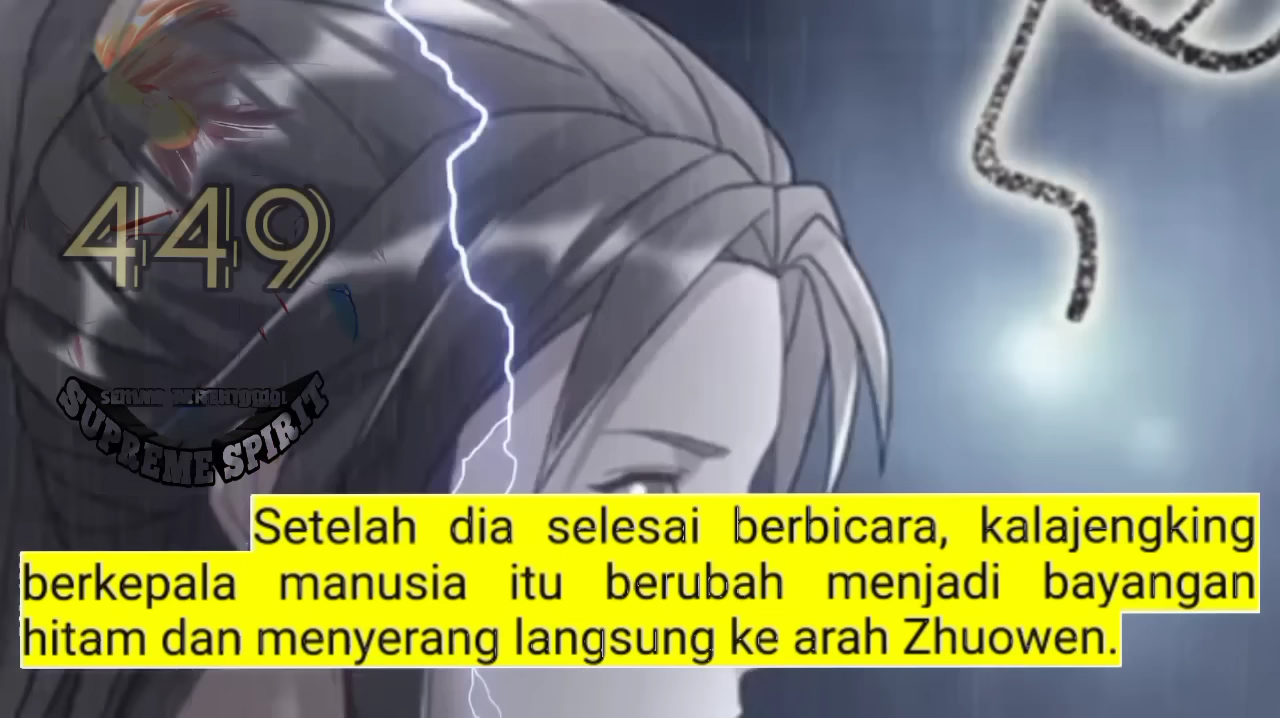 449
SUPREME SPIRIT
Setelah dia selesai berbicara, kalajengking
berkepala manusia itu berubah menjadi bayangan
hitam dan menyerang langsung ke arah Zhuowen.